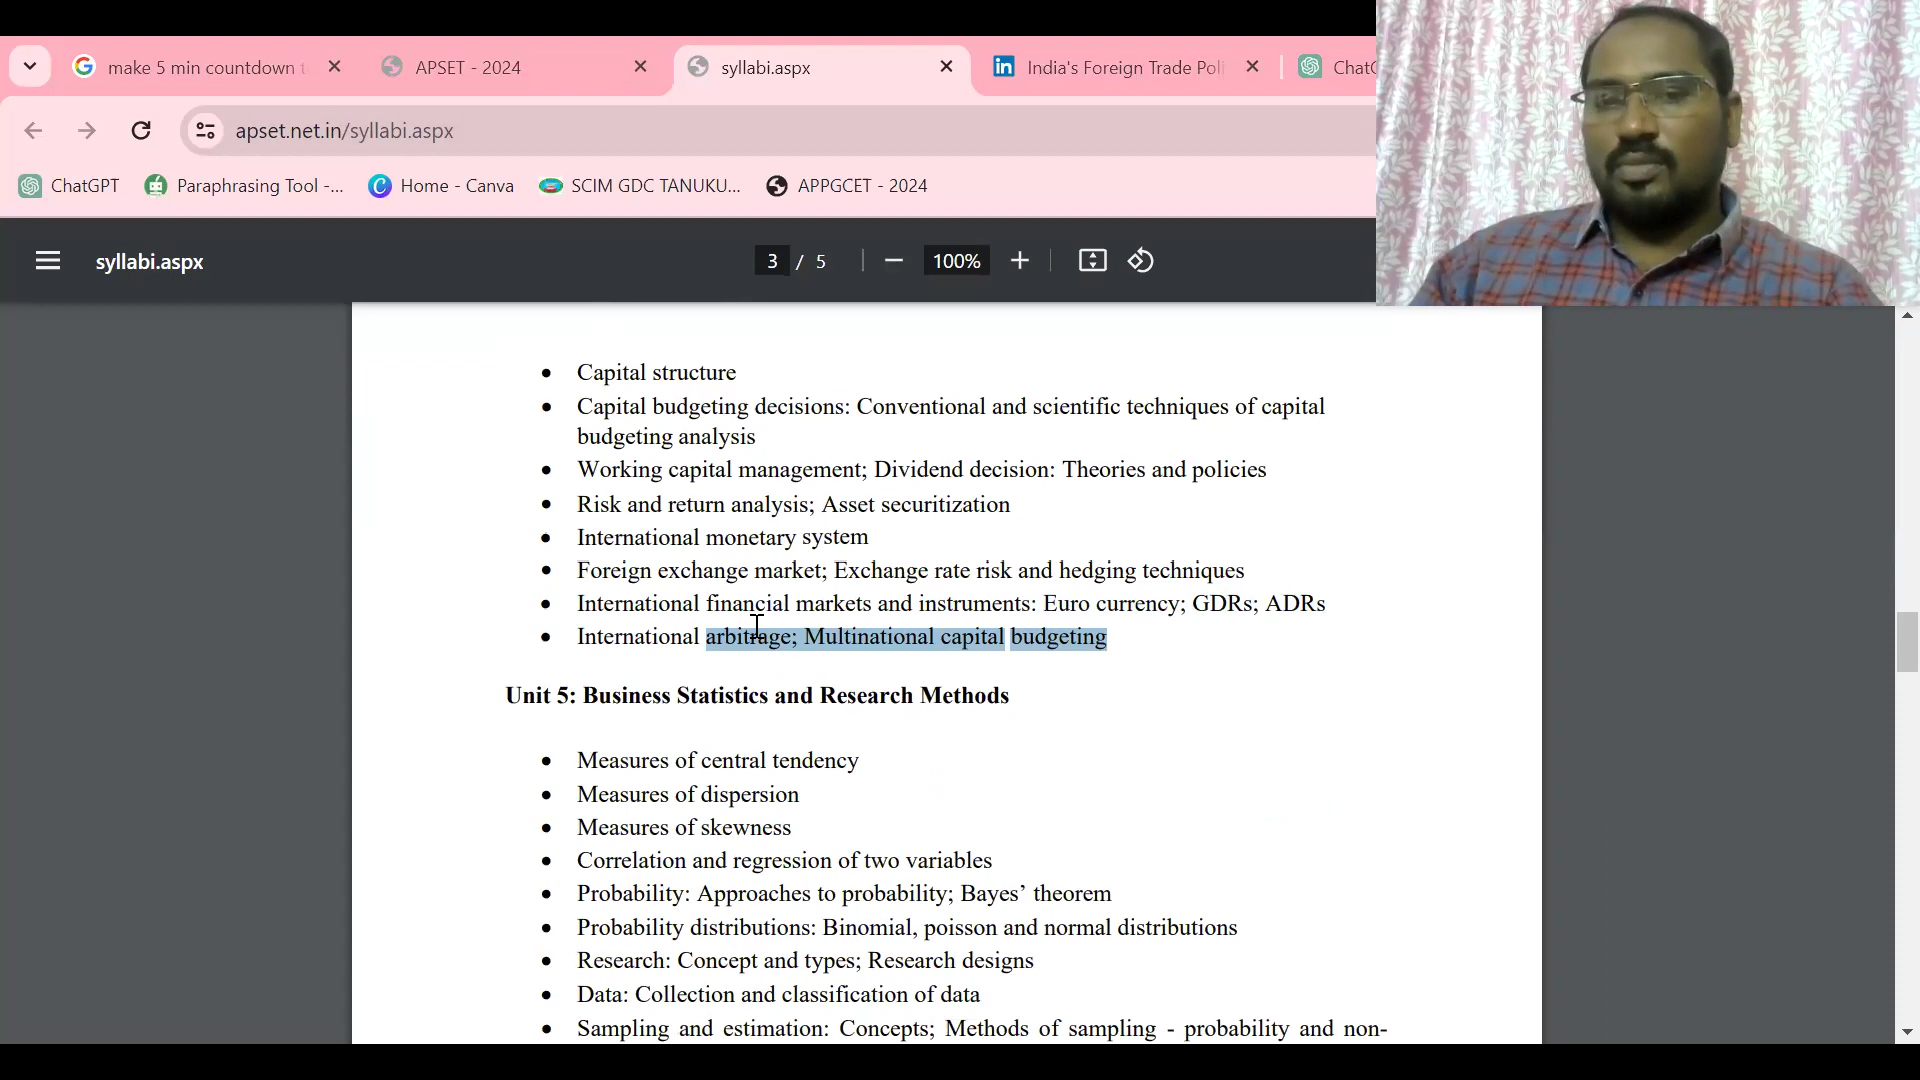 make 5 min countdown t
APSET - 2024
syllabi.aspx
India's Foreign Trade Poli
ChatG
apset.net.in/syllabi.aspx
ChatGPT
Paraphrasing Tool -...
Home - Canva
SCIM GDC TANUKU...
APPGCET - 2024
syllabi.aspx
3 / 5
100%
• Capital structure
• Capital budgeting decisions: Conventional and scientific techniques of capital
budgeting analysis
• Working capital management; Dividend decision: Theories and policies
• Risk and return analysis; Asset securitization
• International monetary system
• Foreign exchange market; Exchange rate risk and hedging techniques
• International financial markets and instruments: Euro currency; GDRs; ADRs
• International arbitrage; Multinational capital budgeting
Unit 5: Business Statistics and Research Methods
• Measures of central tendency
• Measures of dispersion
• Measures of skewness
• Correlation and regression of two variables
• Probability: Approaches to probability; Bayes’ theorem
• Probability distributions: Binomial, poisson and normal distributions
• Research: Concept and types; Research designs
• Data: Collection and classification of data
• Sampling and estimation: Concepts; Methods of sampling - probability and non-